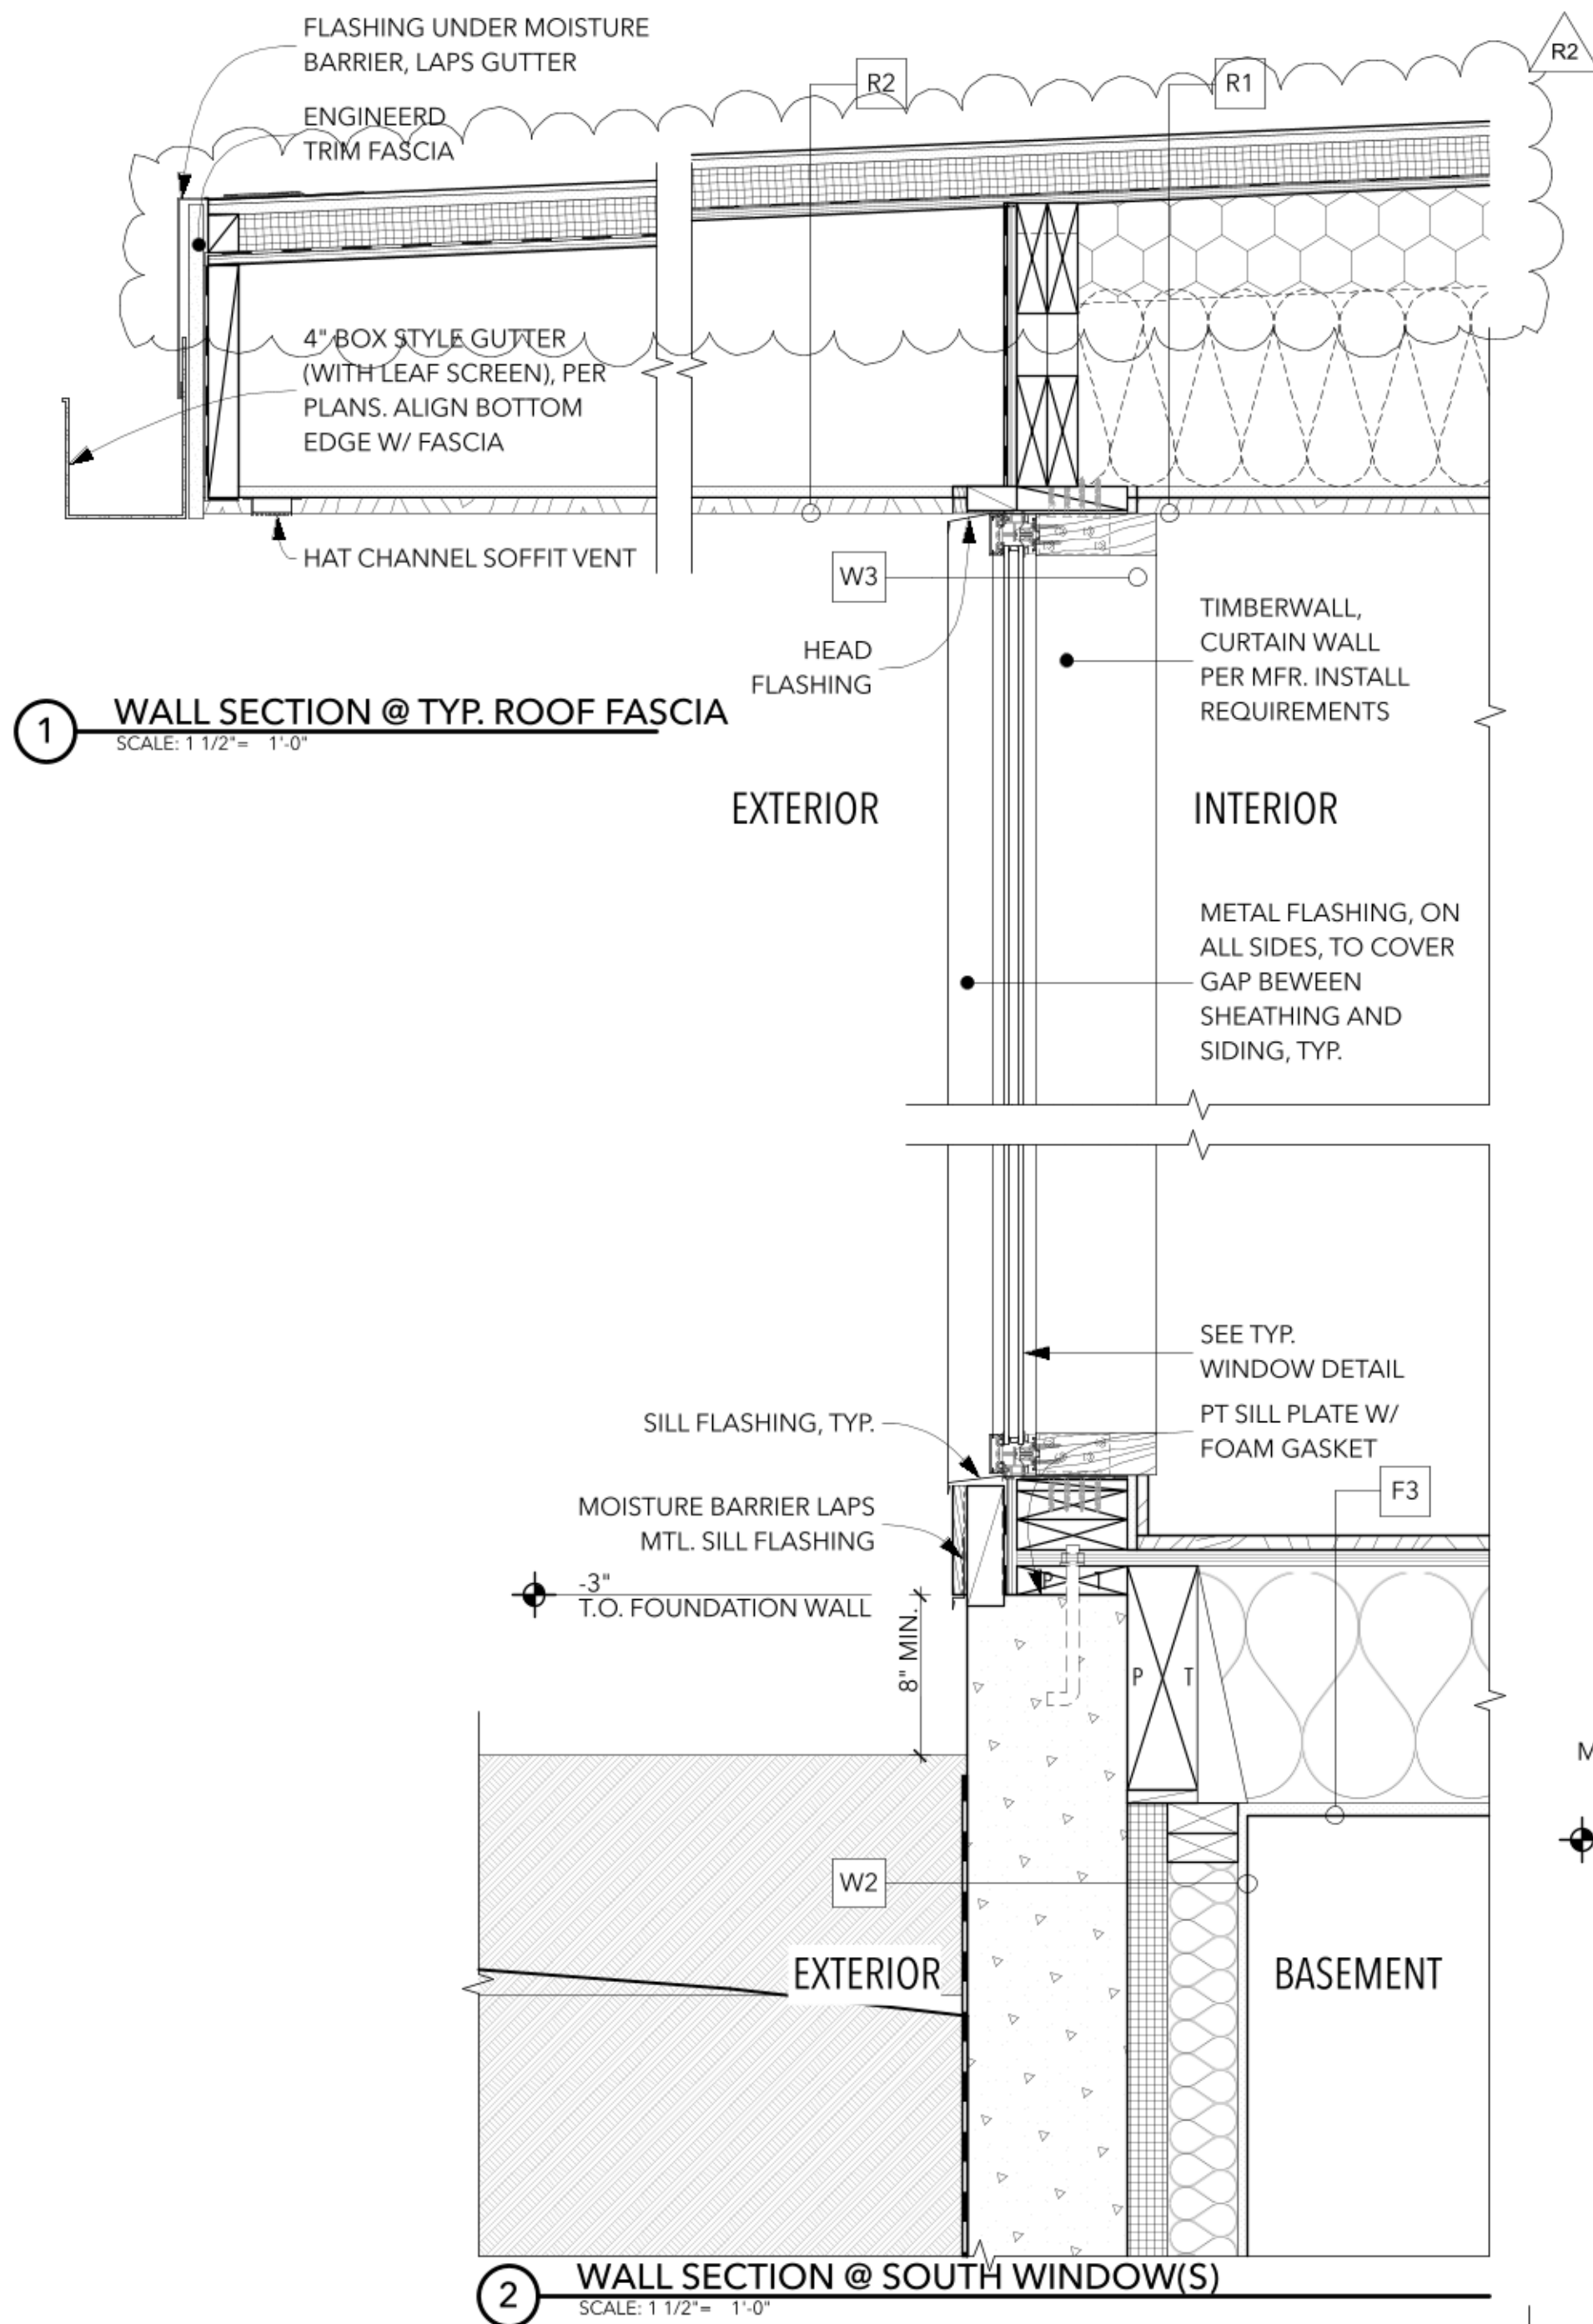 FLASHING UNDER MOISTURE
BARRIER, LAPS GUTTER
R2
R2
R1
ENGINEERD
TRIM FASCIA
4" BOX STYLE GUTTER
(WITH LEAF SCREEN), PER
PLANS. ALIGN BOTTOM
EDGE W/ FASCIA
HAT CHANNEL SOFFIT VENT
W3
HEAD
FLASHING
TIMBERWALL,
CURTAIN WALL
PER MFR. INSTALL
REQUIREMENTS
1
WALL SECTION @ TYP. ROOF FASCIA
SCALE: 1 1/2"= 1'-0"
EXTERIOR
INTERIOR
METAL FLASHING, ON
ALL SIDES, TO COVER
GAP BEWEEN
SHEATHING AND
SIDING, TYP.
SEE TYP.
WINDOW DETAIL
SILL FLASHING, TYP.
PT SILL PLATE W/
FOAM GASKET
F3
MOISTURE BARRIER LAPS
MTL. SILL FLASHING
-3"
T.O. FOUNDATION WALL
P T
8" MIN.
P T
M
W2
EXTERIOR
BASEMENT
2
WALL SECTION @ SOUTH WINDOW(S)
SCALE: 1 1/2"= 1'-0"